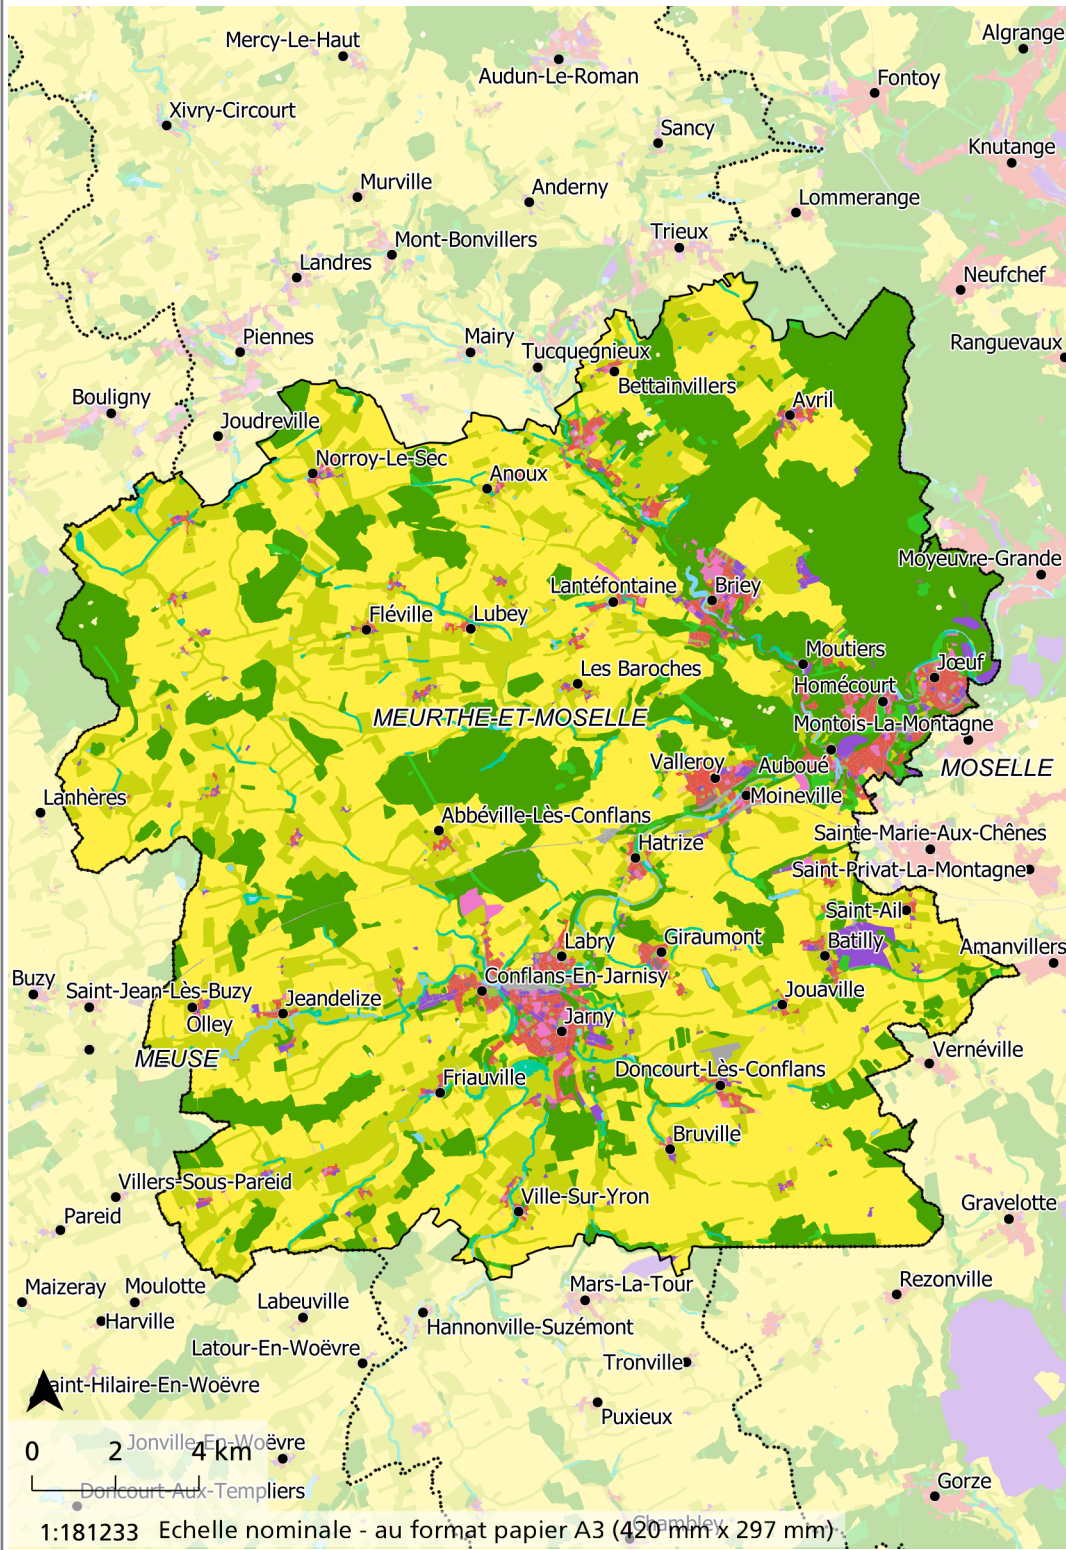 Algrange
Mercy-Le-Haut
Audun-Le-Roman
Fontoy
Xivry-Circourt
Sancy
Knutange
Murville
Anderny
Lommerange
Mont-Bonvillers
Trieux
Landres
Neufchef
Piennes
Mairy
Ranguevaux
Tucquegnieux
Bettainvillers
Bouligny
Avril
Joudreville
Norroy-Le-Sec
Anoux
Moyeuvre-Grande
Lantéfontaine
Briey
Fléville
Lubey
Moutiers
Les Baroches
Jœuf
Homécourt
MEURTHE-ET-MOSELLE
Montois-La-Montagne
Valleroy
Auboué
MOSELLE
Lanhères
Moineville
Abbéville-Lès-Conflans
Sainte-Marie-Aux-Chênes
Hatrize
Saint-Privat-La-Montagne
Saint-Ail
Labry
Giraumont
Batilly
Amanvillers
Buzy
Conflans-En-Jarnisy
Saint-Jean-Lès-Buzy
Jeandelize
Jouaville
Olley
Jarny
MEUSE
Vernéville
Doncourt-Lès-Conflans
Friauville
Bruville
Villers-Sous-Pareid
Ville-Sur-Yron
Gravelotte
Pareid
Maizeray
Moulotte
Mars-La-Tour
Rezonville
Labeuville
Harville
Hannonville-Suzémont
Latour-En-Woëvre
Tronville
Saint-Hilaire-En-Woëvre
Puxieux
Jonville-En-Woëvre
0 2 4 km
Gorze
Doncourt-Aux-Templiers
Chambley
1:181233 Echelle nominale - au format papier A3 (420 mm x 297 mm)